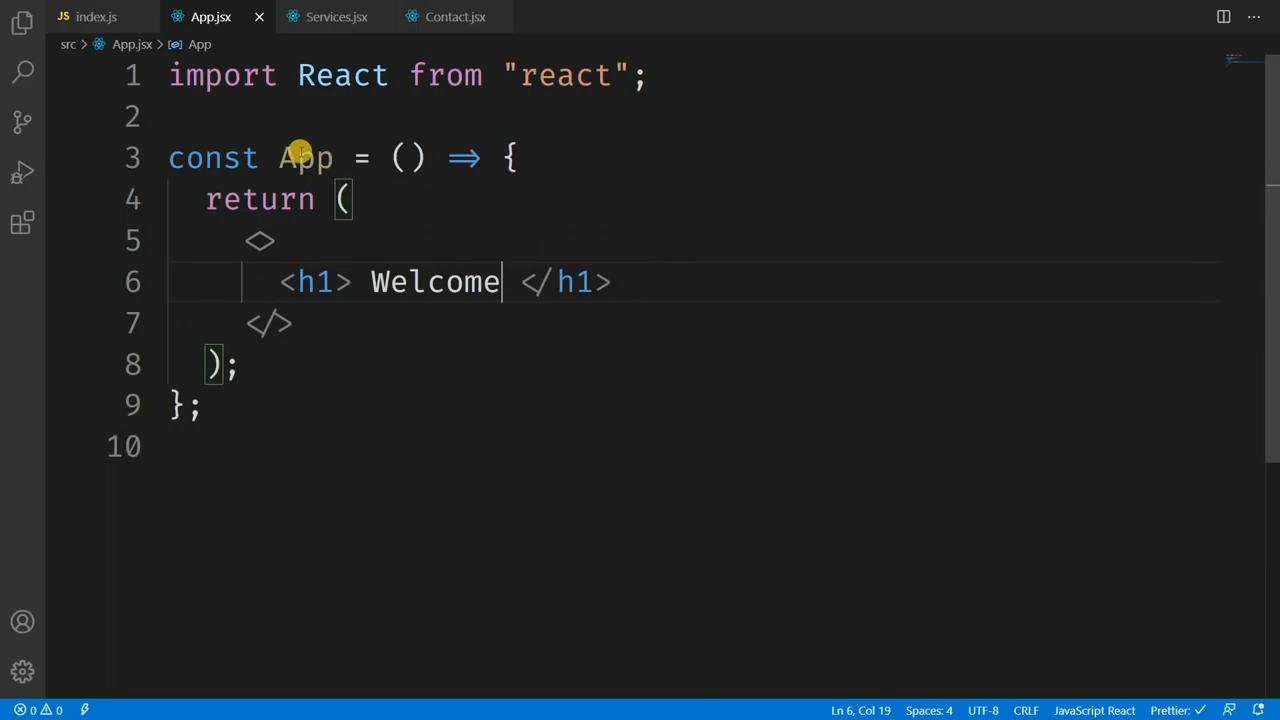 index.js App.jsx Services.jsx Contact.jsx
src > App.jsx > App
1 import React from "react";
2
3 const App = () => {
4 return (
5 <>
6 <h1> Welcome </h1>
7 </>
8 );
9 };
10
0 0 Ln 6, Col 19 Spaces: 4 UTF-8 CRLF JavaScript React Prettier: ✓